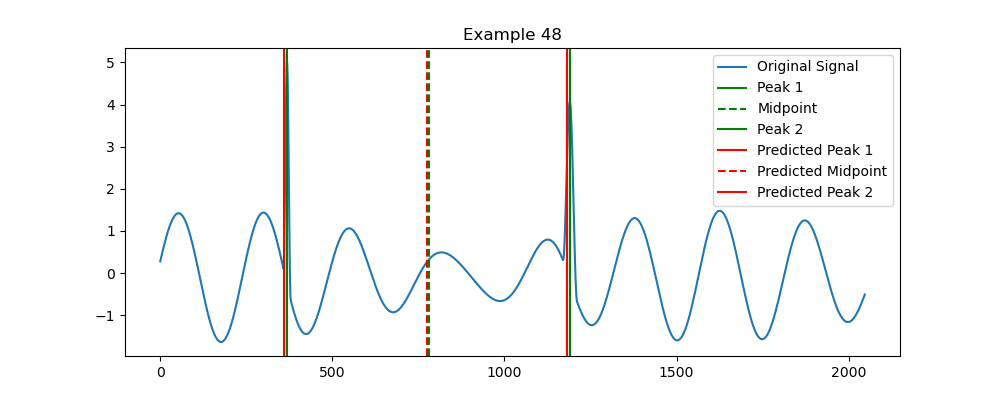 Example 48
Original Signal
Peak 1
Midpoint
Peak 2
Predicted Peak 1
Predicted Midpoint
Predicted Peak 2
5
4
3
2
1
0
−1
0 500 1000 1500 2000